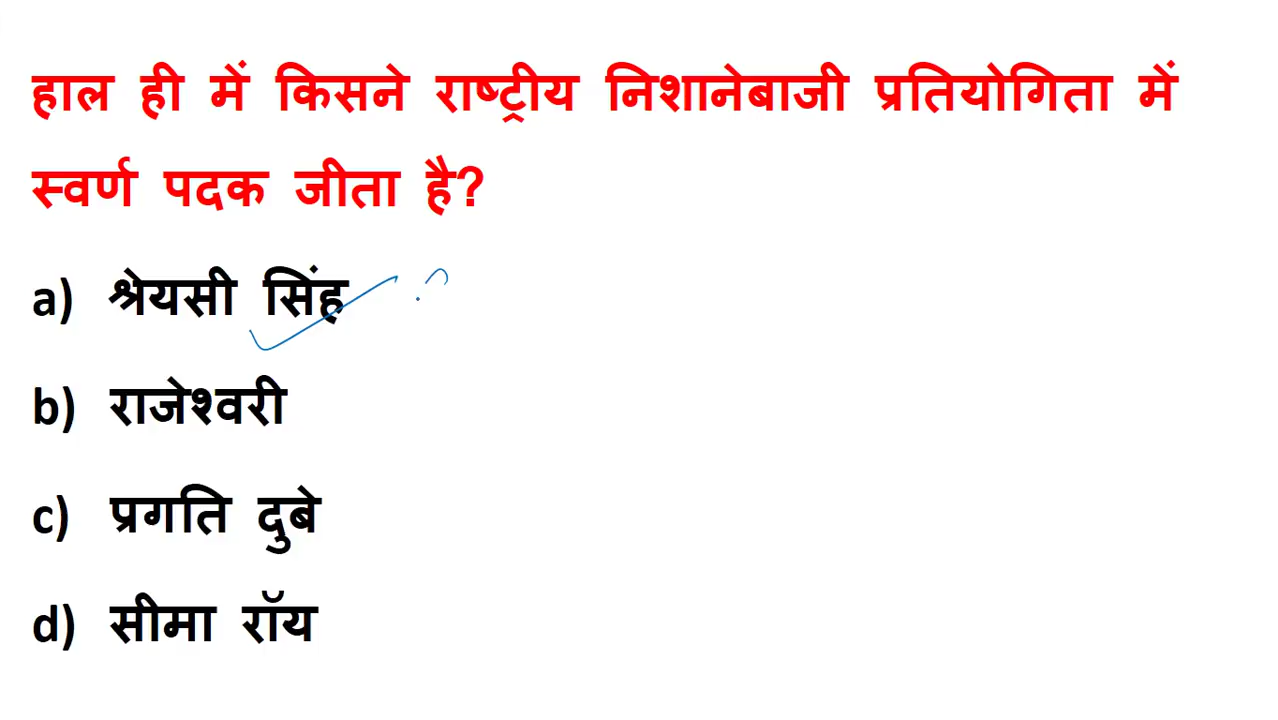 हाल ही में किसने राष्ट्रीय निशानेबाजी प्रतियोगिता में
स्वर्ण पदक जीता है?
a) श्रेयसी सिंह
b) राजेश्वरी
c) प्रगति दुबे
d) सीमा रॉय